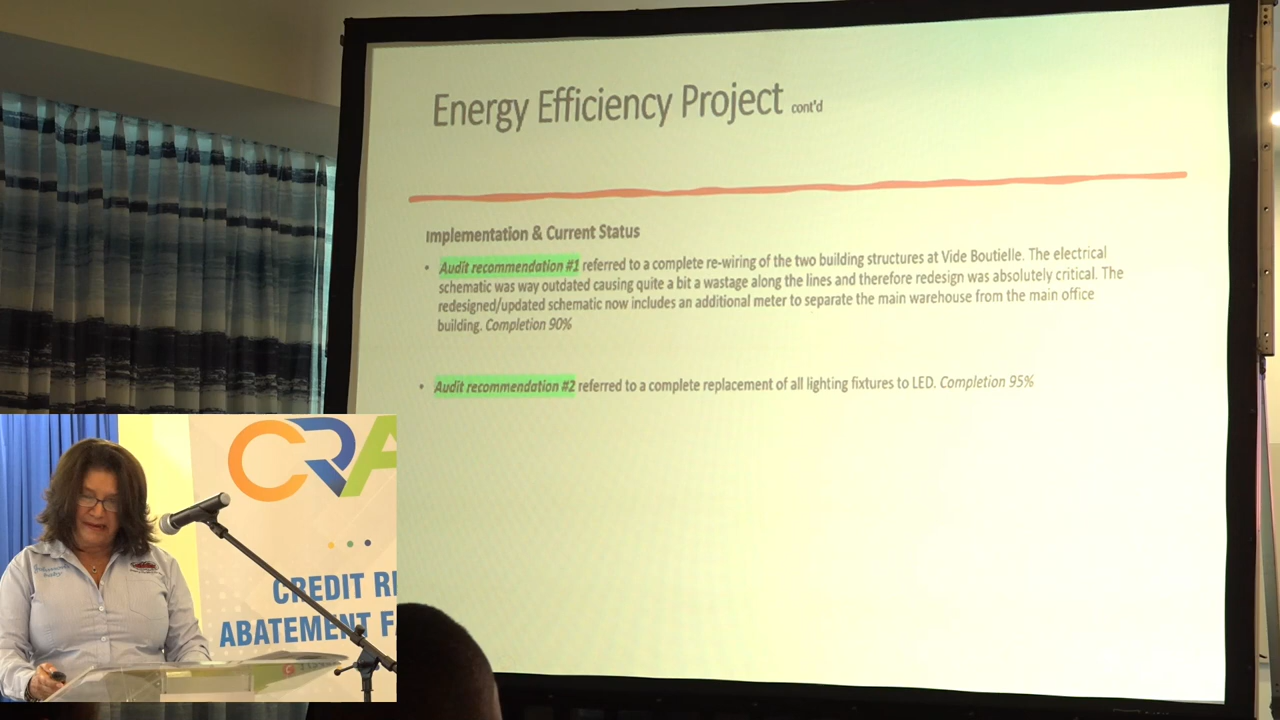 Energy Efficiency Project cont'd
Implementation & Current Status
• Audit recommendation #1 referred to a complete re-wiring of the two building structures at Vide Boutielle. The electrical
schematic was way outdated causing quite a bit a wastage along the lines and therefore redesign was absolutely critical. The
redesigned/updated schematic now includes an additional meter to separate the main warehouse from the main office
building. Completion 90%
• Audit recommendation #2 referred to a complete replacement of all lighting fixtures to LED. Completion 95%
CRA
CREDIT RI
ABATEMENT FA